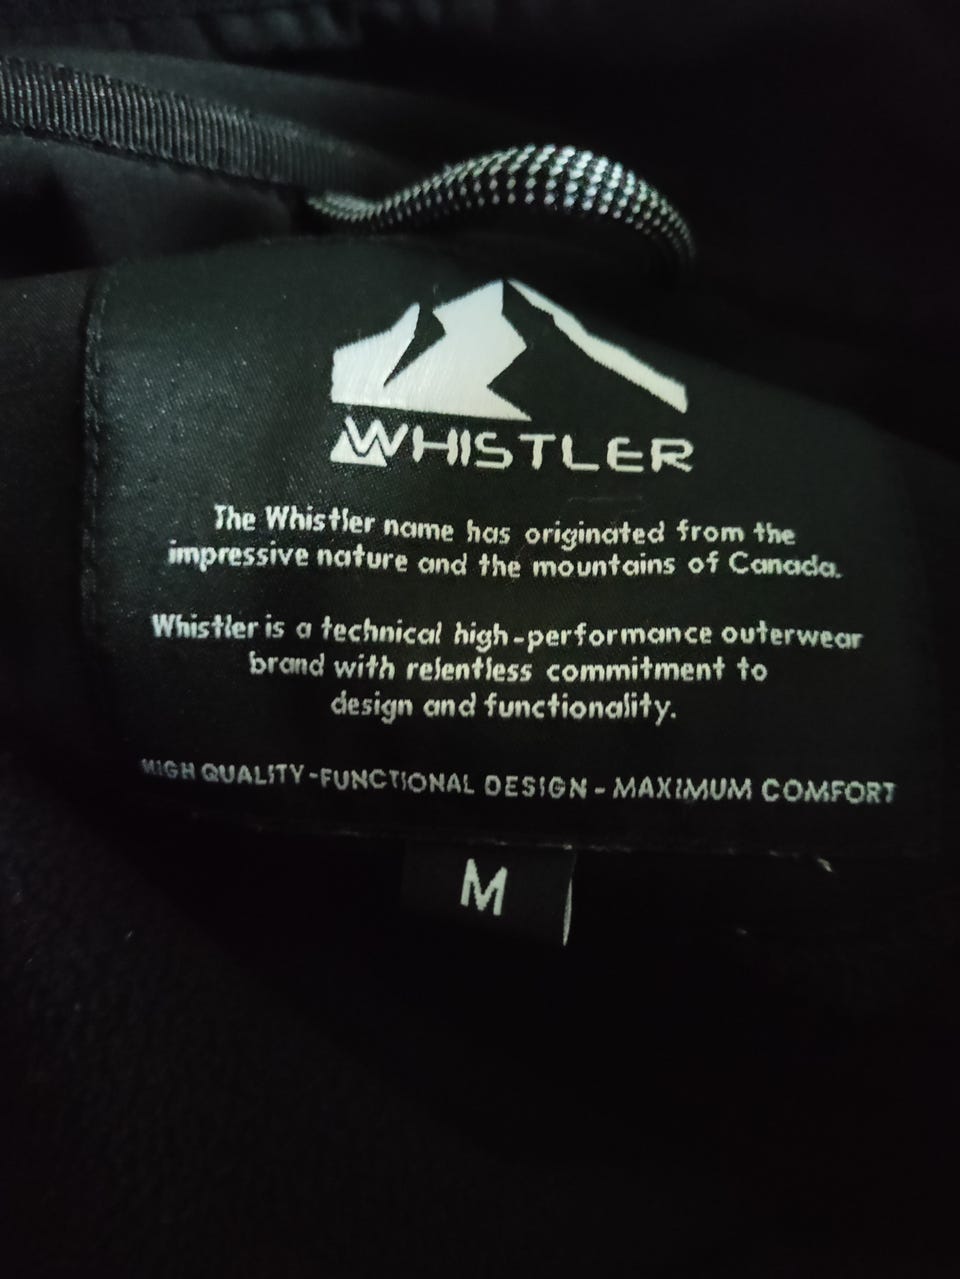 WHISTLER
The Whistler name has originated from the
impressive nature and the mountains of Canada.
Whistler is a technical high-performance outerwear
brand with relentless commitment to
design and functionality.
HIGH QUALITY-FUNCTIONAL DESIGN - MAXIMUM COMFORT
M